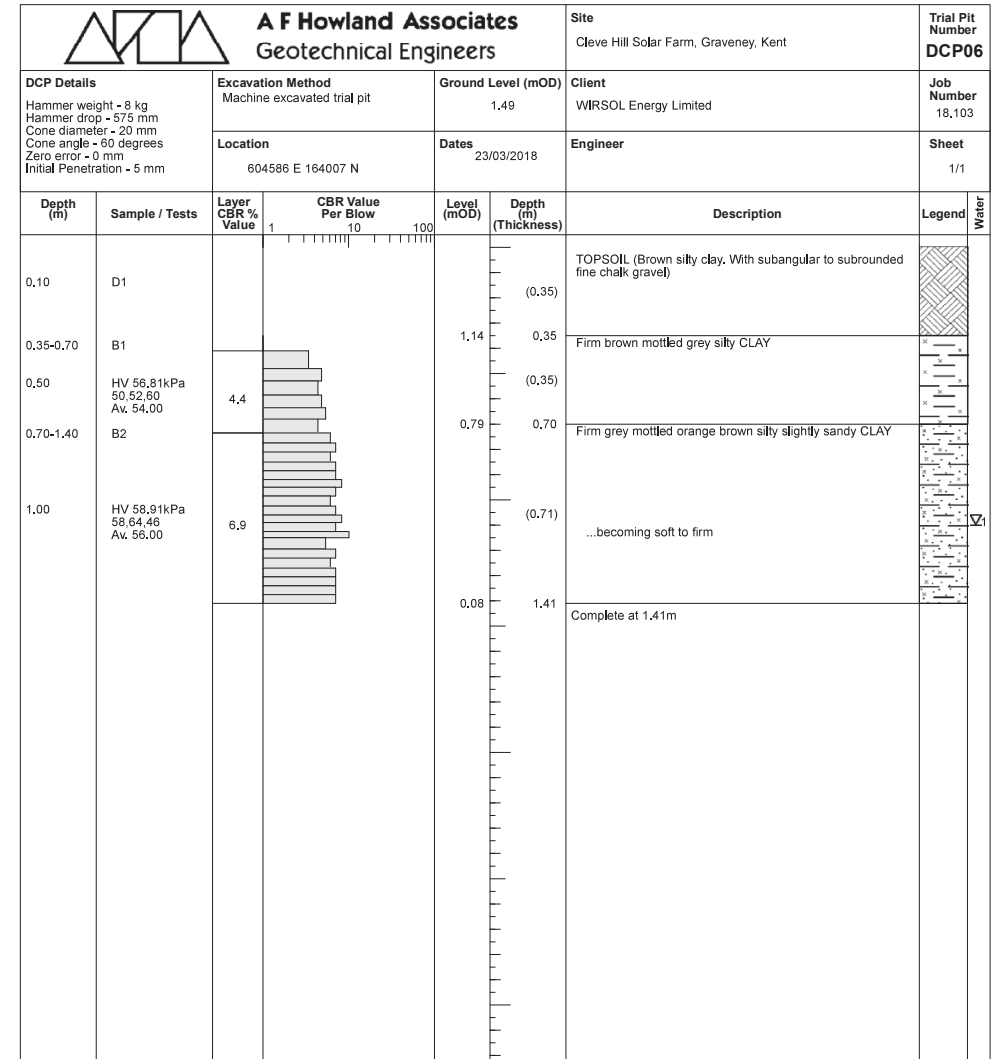 A F Howland Associates
Geotechnical Engineers
Site
Cleve Hill Solar Farm, Graveney, Kent
Trial Pit
Number
DCP06
DCP Details
Hammer weight - 8 kg
Hammer drop - 575 mm
Cone diameter - 20 mm
Cone angle - 60 degrees
Zero error - 0 mm
Initial Penetration - 5 mm
Excavation Method
Machine excavated trial pit
Ground Level (mOD)
1.49
Client
WIRSOL Energy Limited
Job
Number
18.103
Location
604586 E 164007 N
Dates
23/03/2018
Engineer
Sheet
1/1
Depth
(m)
Sample / Tests
Layer
CBR %
Value
CBR Value
Per Blow
1 10 100
Level
(mOD)
Depth
(m)
(Thickness)
Description
Legend
Water
TOPSOIL (Brown silty clay. With subangular to subrounded
fine chalk gravel)
0.10 D1
(0.35)
1.14 0.35
0.35-0.70 B1
Firm brown mottled grey silty CLAY
0.50 HV 56.81kPa
50,52,60
Av. 54.00
4.4
(0.35)
0.79 0.70
0.70-1.40 B2
Firm grey mottled orange brown silty slightly sandy CLAY
1.00 HV 58.91kPa
58,64,46
Av. 56.00
6.9
(0.71)
1
...becoming soft to firm
0.08 1.41
Complete at 1.41m